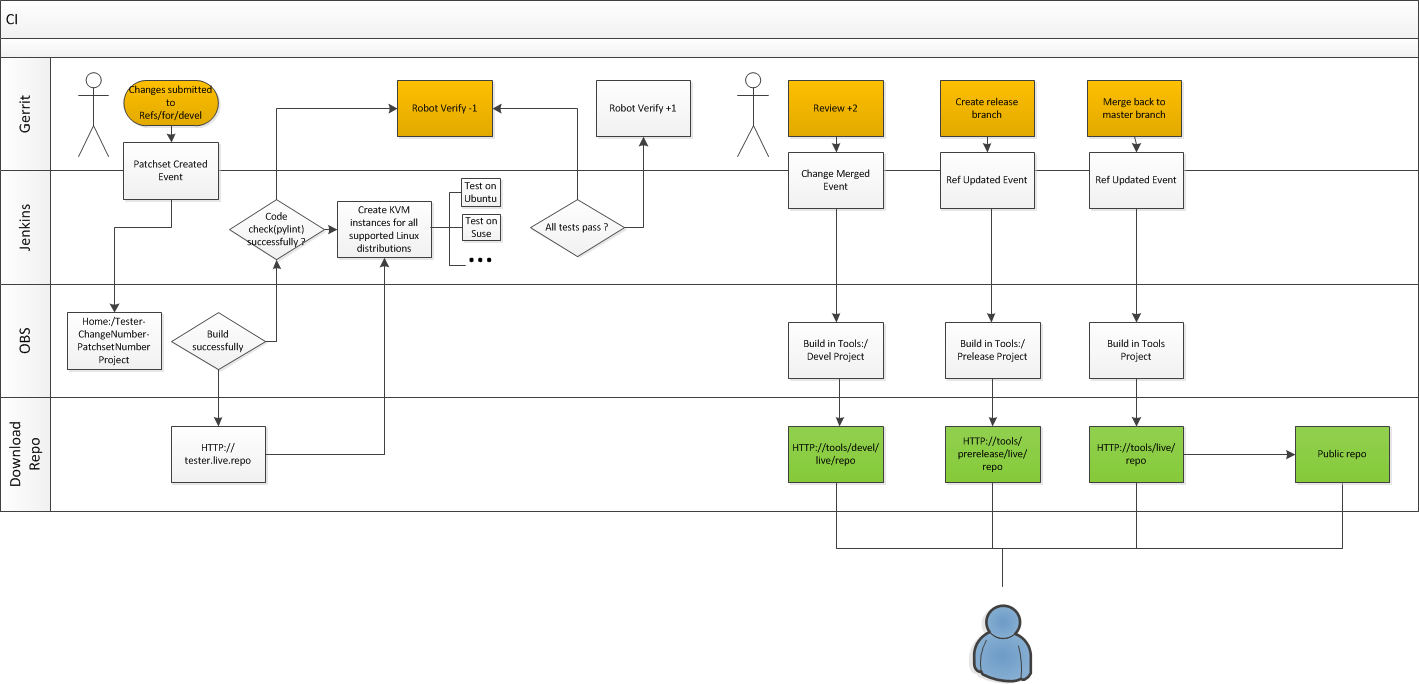 CI
Gerrit
Changes submitted
to
Refs/for/devel
Patchset Created
Event
Robot Verify -1
Robot Verify +1
Review +2
Change Merged
Event
Create release
branch
Ref Updated Event
Merge back to
master branch
Ref Updated Event
Jenkins
Code
check(pylint)
successfully ?
Create KVM
instances for all
supported Linux
distributions
Test on
Ubuntu
Test on
Suse
...
All tests pass ?
OBS
Home:/Tester-
ChangeNumber-
PatchsetNumber
Project
Build
successfully
Build in Tools:/
Devel Project
Build in Tools:/
Prelease Project
Build in Tools
Project
Download
Repo
HTTP://
tester.live.repo
HTTP://tools/devel/
live/repo
HTTP://tools/
prerelease/live/
repo
HTTP://tools/live/
repo
Public repo